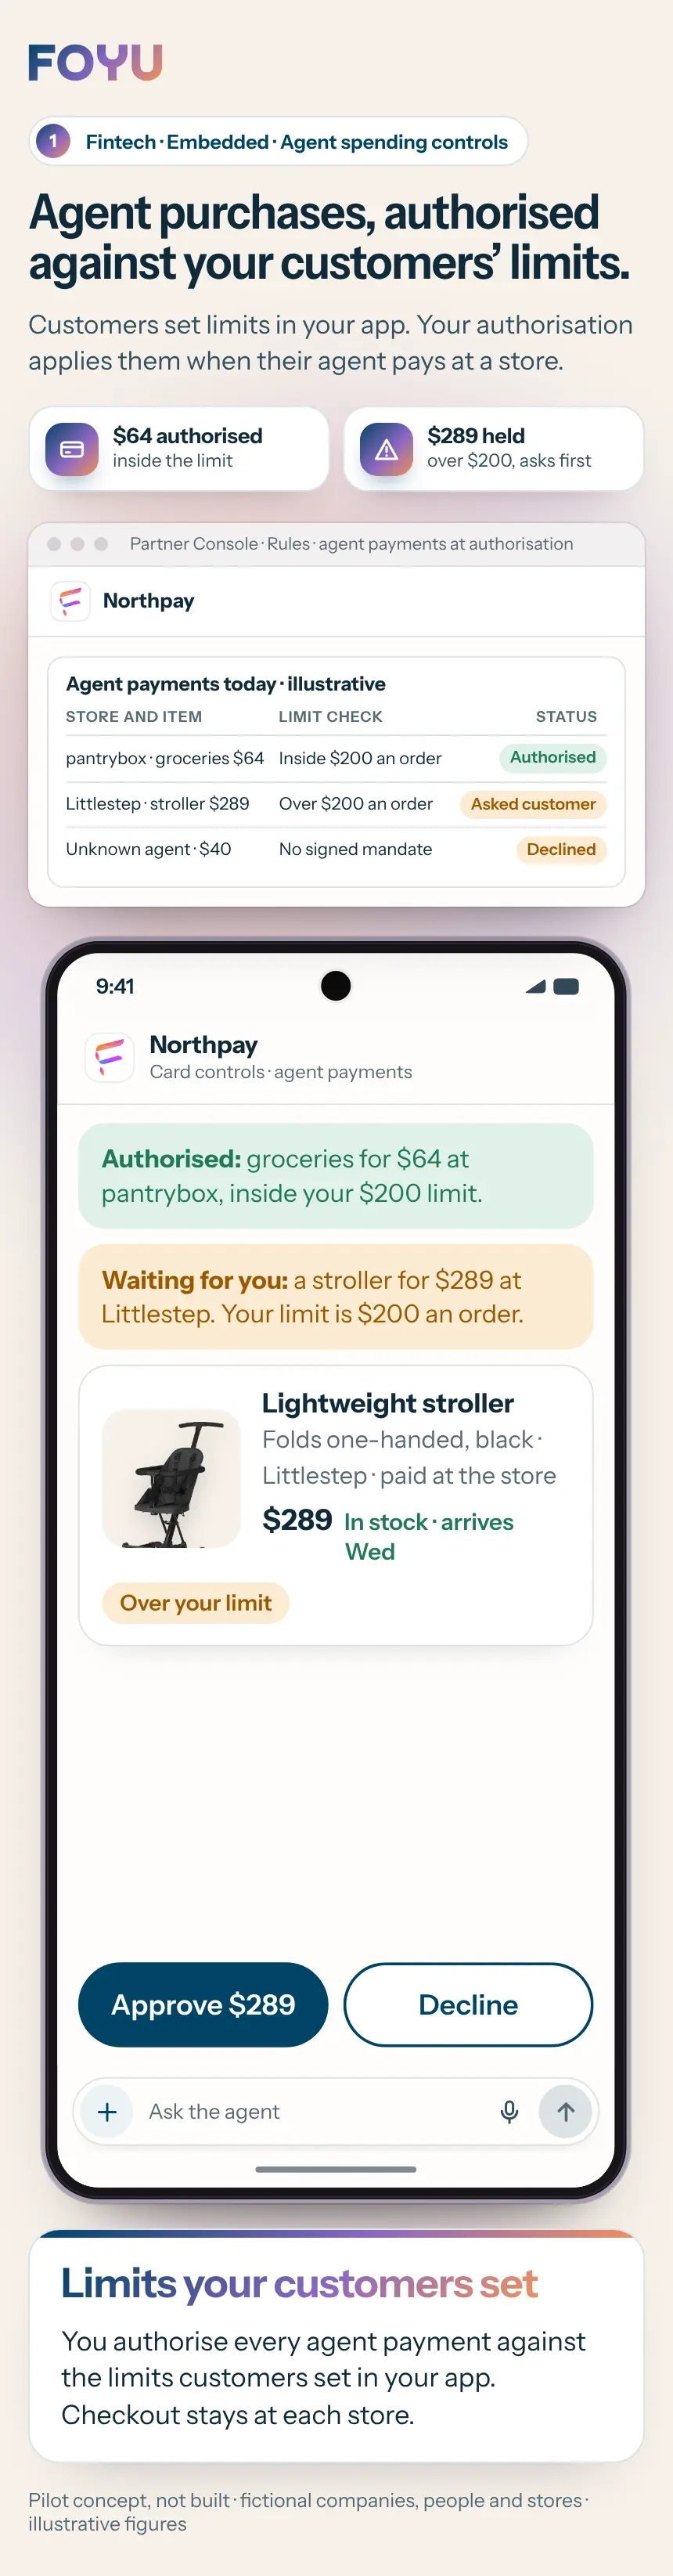 FOYU
1 Fintech · Embedded · Agent spending controls
Agent purchases, authorised
against your customers’ limits.
Customers set limits in your app. Your authorisation
applies them when their agent pays at a store.
$64 authorised
inside the limit
$289 held
over $200, asks first
Partner Console · Rules · agent payments at authorisation
Northpay
Agent payments today · illustrative
STORE AND ITEM LIMIT CHECK STATUS
pantrybox · groceries $64 Inside $200 an order Authorised
Littlestep · stroller $289 Over $200 an order Asked customer
Unknown agent · $40 No signed mandate Declined
9:41
Northpay
Card controls · agent payments
Authorised: groceries for $64 at
pantrybox, inside your $200 limit.
Waiting for you: a stroller for $289 at
Littlestep. Your limit is $200 an order.
Lightweight stroller
Folds one-handed, black ·
Littlestep · paid at the store
$289 In stock · arrives
Wed
Over your limit
Approve $289 Decline
Ask the agent
Limits your customers set
You authorise every agent payment against
the limits customers set in your app.
Checkout stays at each store.
Pilot concept, not built · fictional companies, people and stores ·
illustrative figures